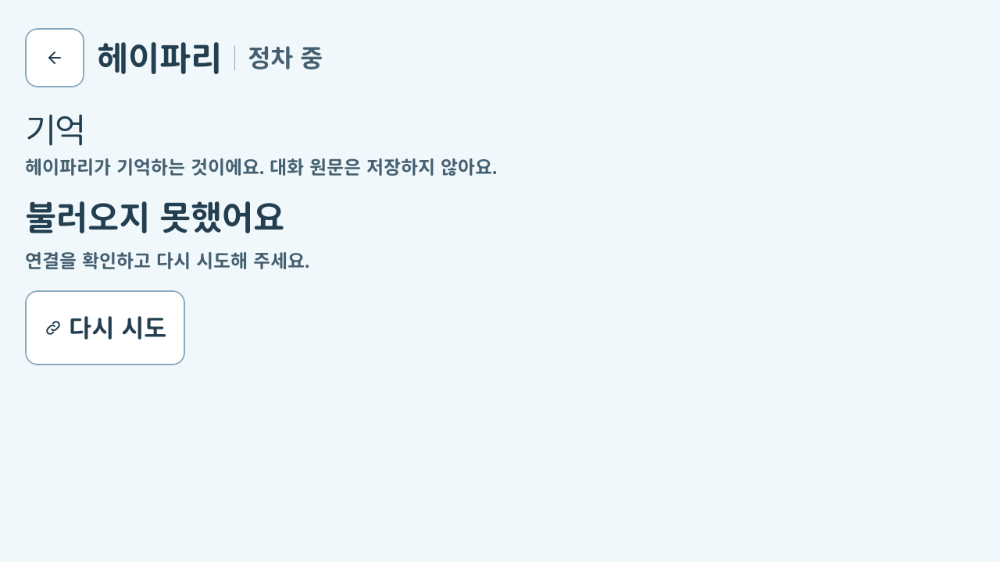 헤이파리 정차 중
기억
헤이파리가 기억하는 것이에요. 대화 원문은 저장하지 않아요.
불러오지 못했어요
연결을 확인하고 다시 시도해 주세요.
다시 시도